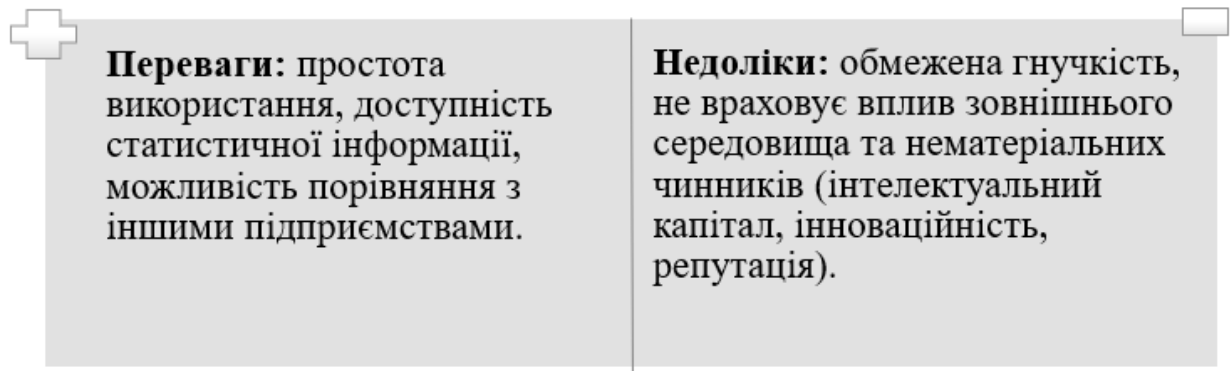 Переваги: простота
використання, доступність
статистичної інформації,
можливість порівняння з
іншими підприємствами.
Недоліки: обмежена гнучкість,
не враховує вплив зовнішнього
середовища та нематеріальних
чинників (інтелектуальний
капітал, інноваційність,
репутація).